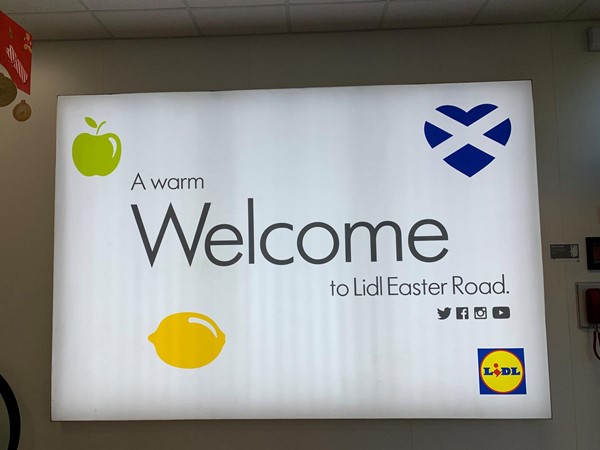 A warm
Welcome
to Lidl Easter Road.
LiDL